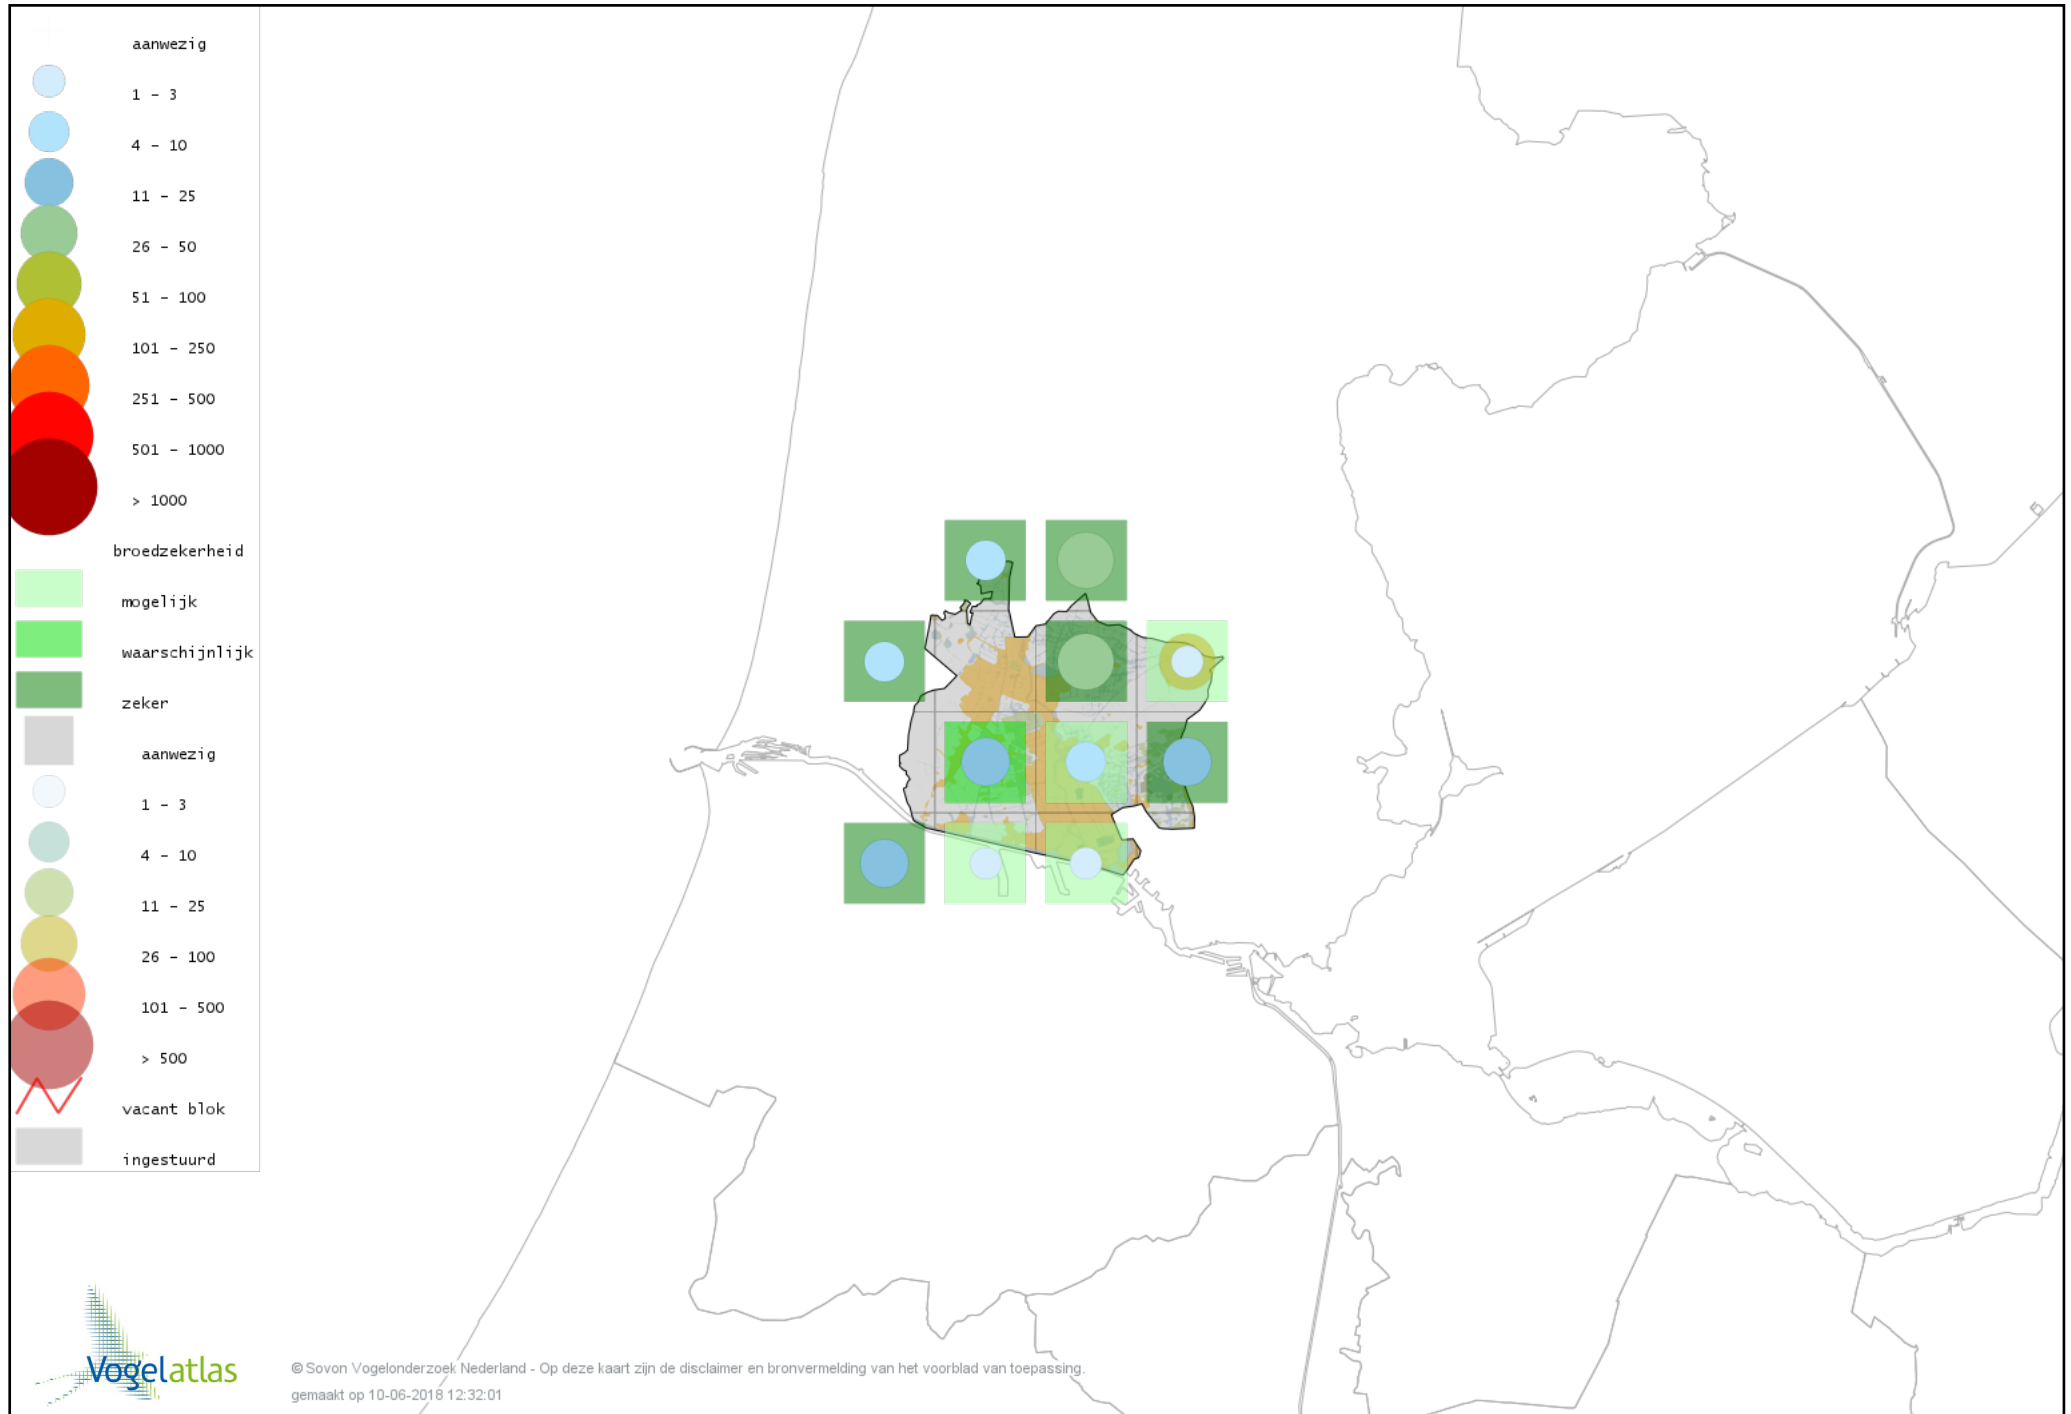 aanwezig
1 - 3
4 - 10
11 - 25
26 - 50
51 - 100
101 - 250
251 - 500
501 - 1000
> 1000
broedzekerheid
mogelijk
waarschijnlijk
zeker
aanwezig
1 - 3
4 - 10
11 - 25
26 - 100
101 - 500
> 500
vacant blok
ingestuurd
Vogelatlas
© Sovon Vogelonderzoek Nederland - Op deze kaart zijn de disclaimer en bronvermelding van het voorblad van toepassing.
gemaakt op 10-06-2018 12:32:01